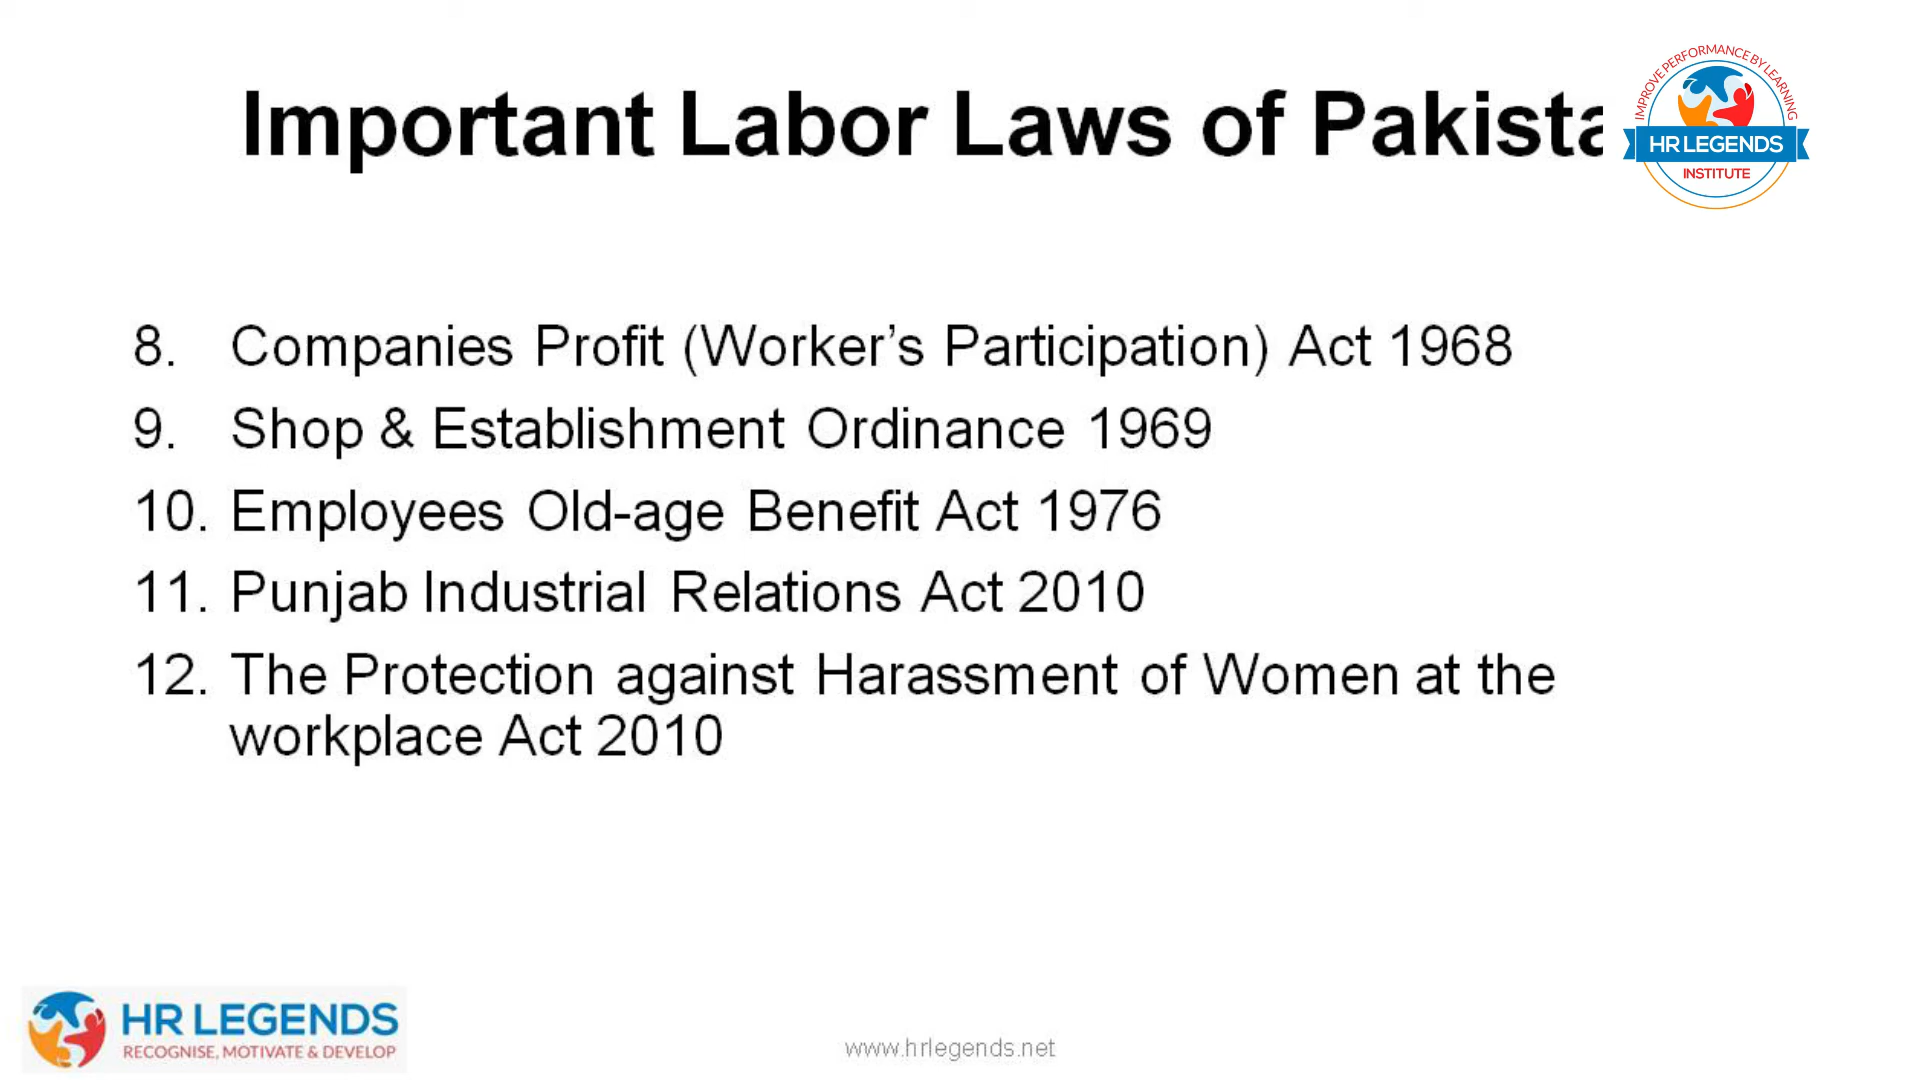 Important Labor Laws of Pakista
IMPROVE PERFORMANCE BY LEARNING
HR LEGENDS
INSTITUTE
8. Companies Profit (Worker's Participation) Act 1968
9. Shop & Establishment Ordinance 1969
10. Employees Old-age Benefit Act 1976
11. Punjab Industrial Relations Act 2010
12. The Protection against Harassment of Women at the
workplace Act 2010
HR LEGENDS
RECOGNISE, MOTIVATE & DEVELOP
www.hrlegends.net